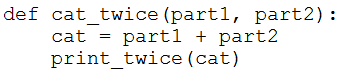 def cat_twice(part1, part2):
    cat = part1 + part2
    print_twice(cat)